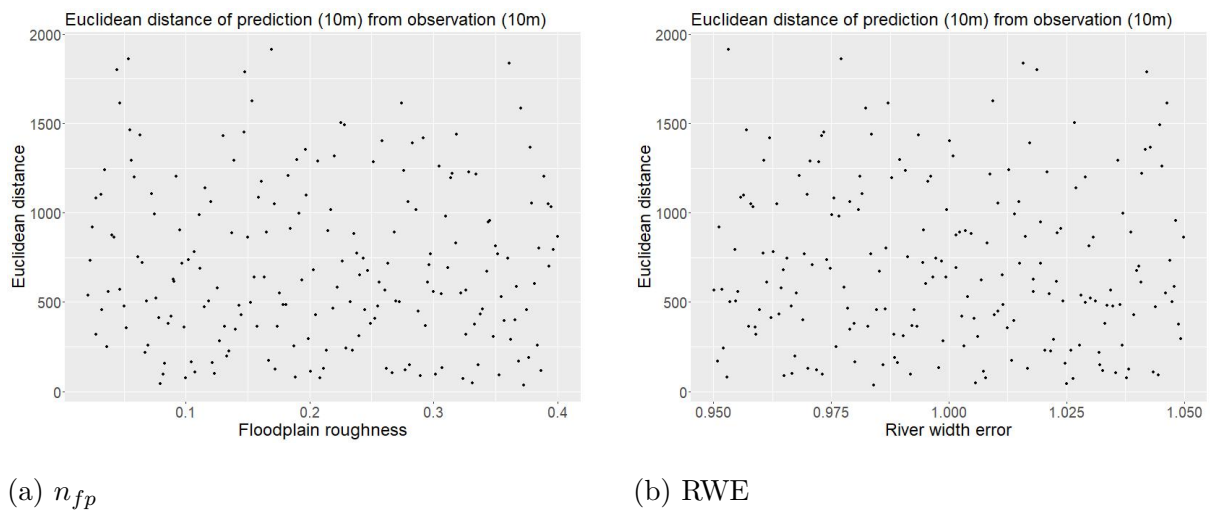 Euclidean distance of prediction (10m) from observation (10m)
2000
1500
1000
500
0
Euclidean distance
0.1 0.2 0.3 0.4
Floodplain roughness
(a) n_{fp}
Euclidean distance of prediction (10m) from observation (10m)
2000
1500
1000
500
0
Euclidean distance
0.950 0.975 1.000 1.025 1.050
River width error
(b) RWE